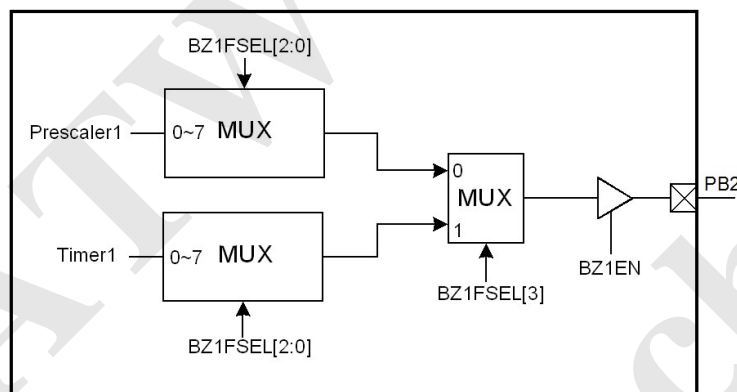 BZ1FSEL[2:0]
Prescaler1
0~7 MUX
0
MUX
1
PB2
Timer1
0~7 MUX
BZ1EN
BZ1FSEL[3]
BZ1FSEL[2:0]